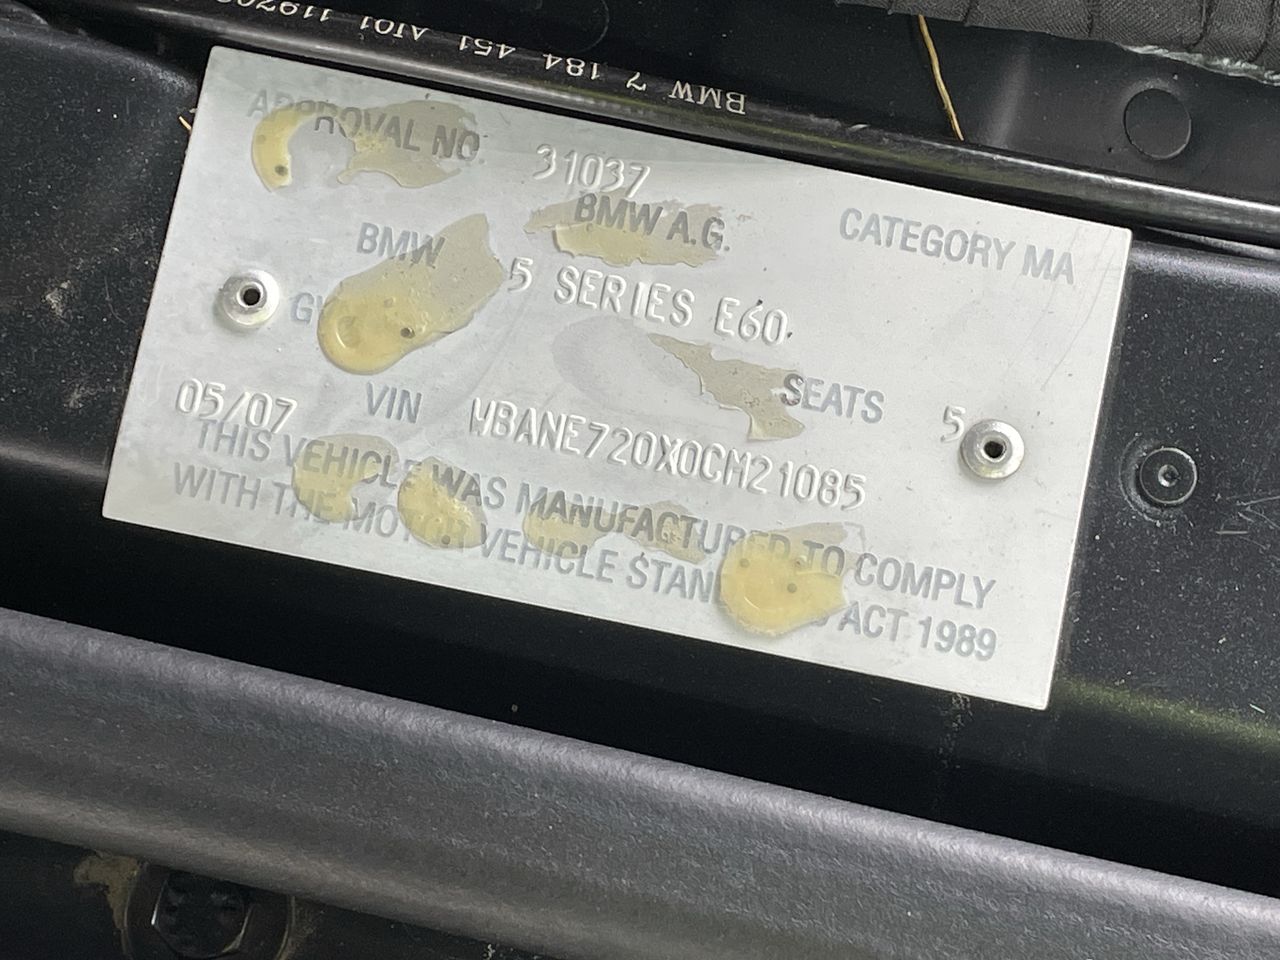 BMW 7 184 451 AI01
APPROVAL NO. 31037
BMW A.G. CATEGORY MA
BMW 5 SERIES E60
SEATS 5
05/07 VIN WBANE720X0CM21085
THIS VEHICLE WAS MANUFACTURED TO COMPLY
WITH THE MOTOR VEHICLE ACT 1989